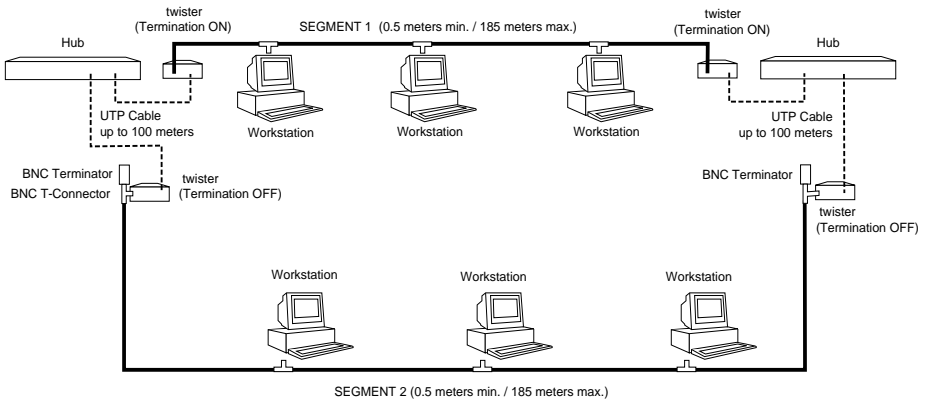 twister
(Termination ON)
SEGMENT 1 (0.5 meters min. / 185 meters max.)
twister
(Termination ON)
Hub
Hub
UTP Cable
up to 100 meters
Workstation
Workstation
Workstation
UTP Cable
up to 100 meters
BNC Terminator
BNC T-Connector
twister
(Termination OFF)
BNC Terminator
twister
(Termination OFF)
Workstation
Workstation
Workstation
SEGMENT 2 (0.5 meters min. / 185 meters max.)